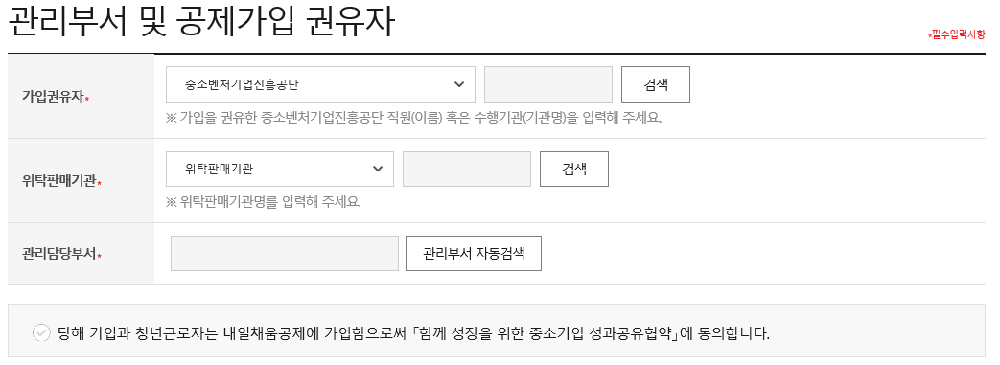 관리부서 및 공제가입 권유자
*필수입력사항
가입권유자*
중소벤처기업진흥공단
검색
※ 가입을 권유한 중소벤처기업진흥공단 직원(이름) 혹은 수행기관(기관명)을 입력해 주세요.
위탁판매기관*
위탁판매기관
검색
※ 위탁판매기관명를 입력해 주세요.
관리담당부서*
관리부서 자동검색
당해 기업과 청년근로자는 내일채움공제에 가입함으로써 「함께 성장을 위한 중소기업 성과공유협약」에 동의합니다.